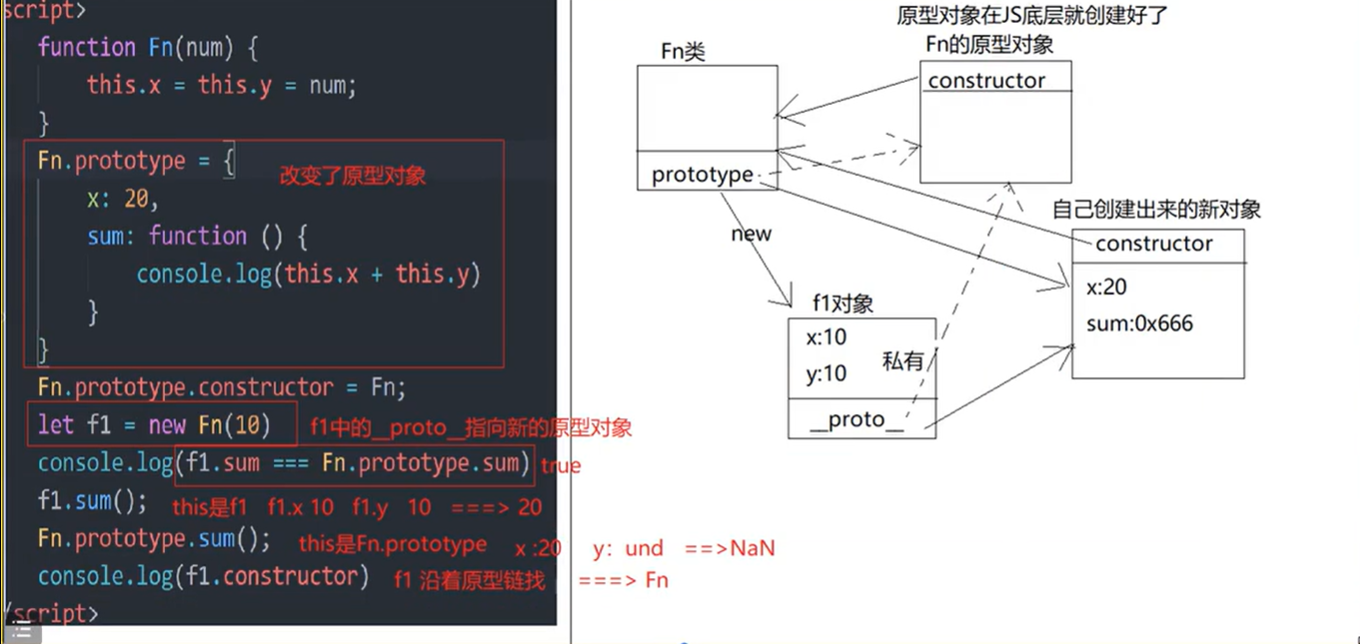 script>
function Fn(num) {
this.x = this.y = num;
}
Fn.prototype = {
改变了原型对象
x: 20,
sum: function () {
console.log(this.x + this.y)
}
}
Fn.prototype.constructor = Fn;
let f1 = new Fn(10) f1中的__proto__指向新的原型对象
console.log(f1.sum === Fn.prototype.sum) true
f1.sum(); this是f1 f1.x 10 f1.y 10 ===> 20
Fn.prototype.sum(); this是Fn.prototype x :20 y: und ==>NaN
console.log(f1.constructor) f1 沿着原型链找 ===> Fn
/script>
原型对象在JS底层就创建好了
Fn类
Fn的原型对象
constructor
prototype
new
自己创建出来的新对象
constructor
x:20
sum:0x666
f1对象
x:10
私有
y:10
__proto__